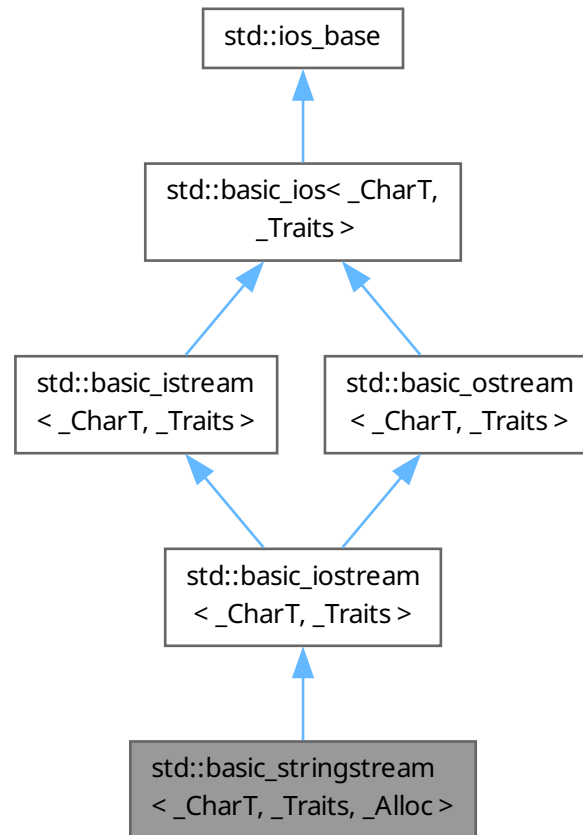 std::ios_base
std::basic_ios< _CharT,
_Traits >
std::basic_istream
< _CharT, _Traits >
std::basic_ostream
< _CharT, _Traits >
std::basic_iostream
< _CharT, _Traits >
std::basic_stringstream
< _CharT, _Traits, _Alloc >